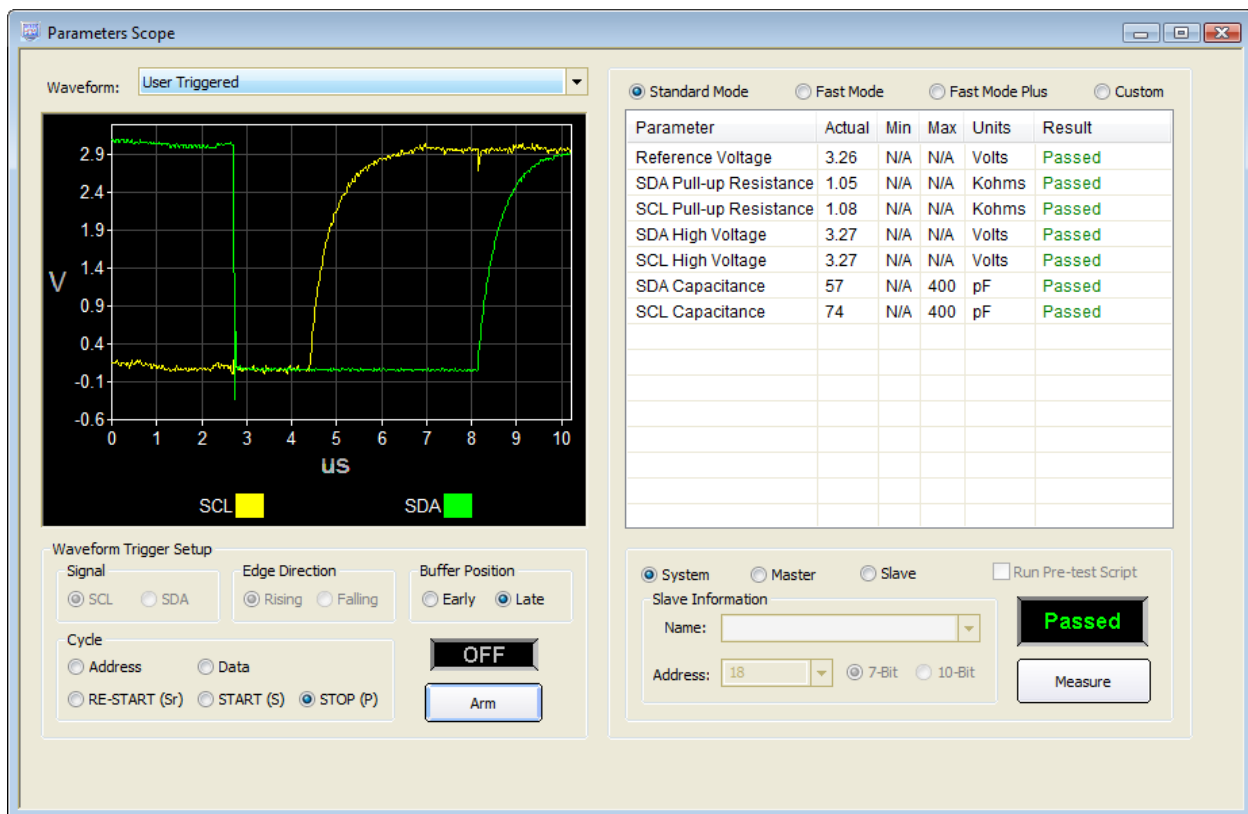 Parameters Scope
Waveform: User Triggered
2.9
2.4
1.9
1.4
V
0.9
0.4
-0.1
-0.6
0 1 2 3 4 5 6 7 8 9 10
us
SCL SDA
Waveform Trigger Setup
Signal
SCL SDA
Edge Direction
Rising Falling
Buffer Position
Early Late
Cycle
Address Data
RE-START (Sr) START (S) STOP (P)
OFF
Arm
Standard Mode Fast Mode Fast Mode Plus Custom
Parameter Actual Min Max Units Result
Reference Voltage 3.26 N/A N/A Volts Passed
SDA Pull-up Resistance 1.05 N/A N/A Kohms Passed
SCL Pull-up Resistance 1.08 N/A N/A Kohms Passed
SDA High Voltage 3.27 N/A N/A Volts Passed
SCL High Voltage 3.27 N/A N/A Volts Passed
SDA Capacitance 57 N/A 400 pF Passed
SCL Capacitance 74 N/A 400 pF Passed
System Master Slave Run Pre-test Script
Slave Information
Name:
Address: 18 7-Bit 10-Bit
Passed
Measure